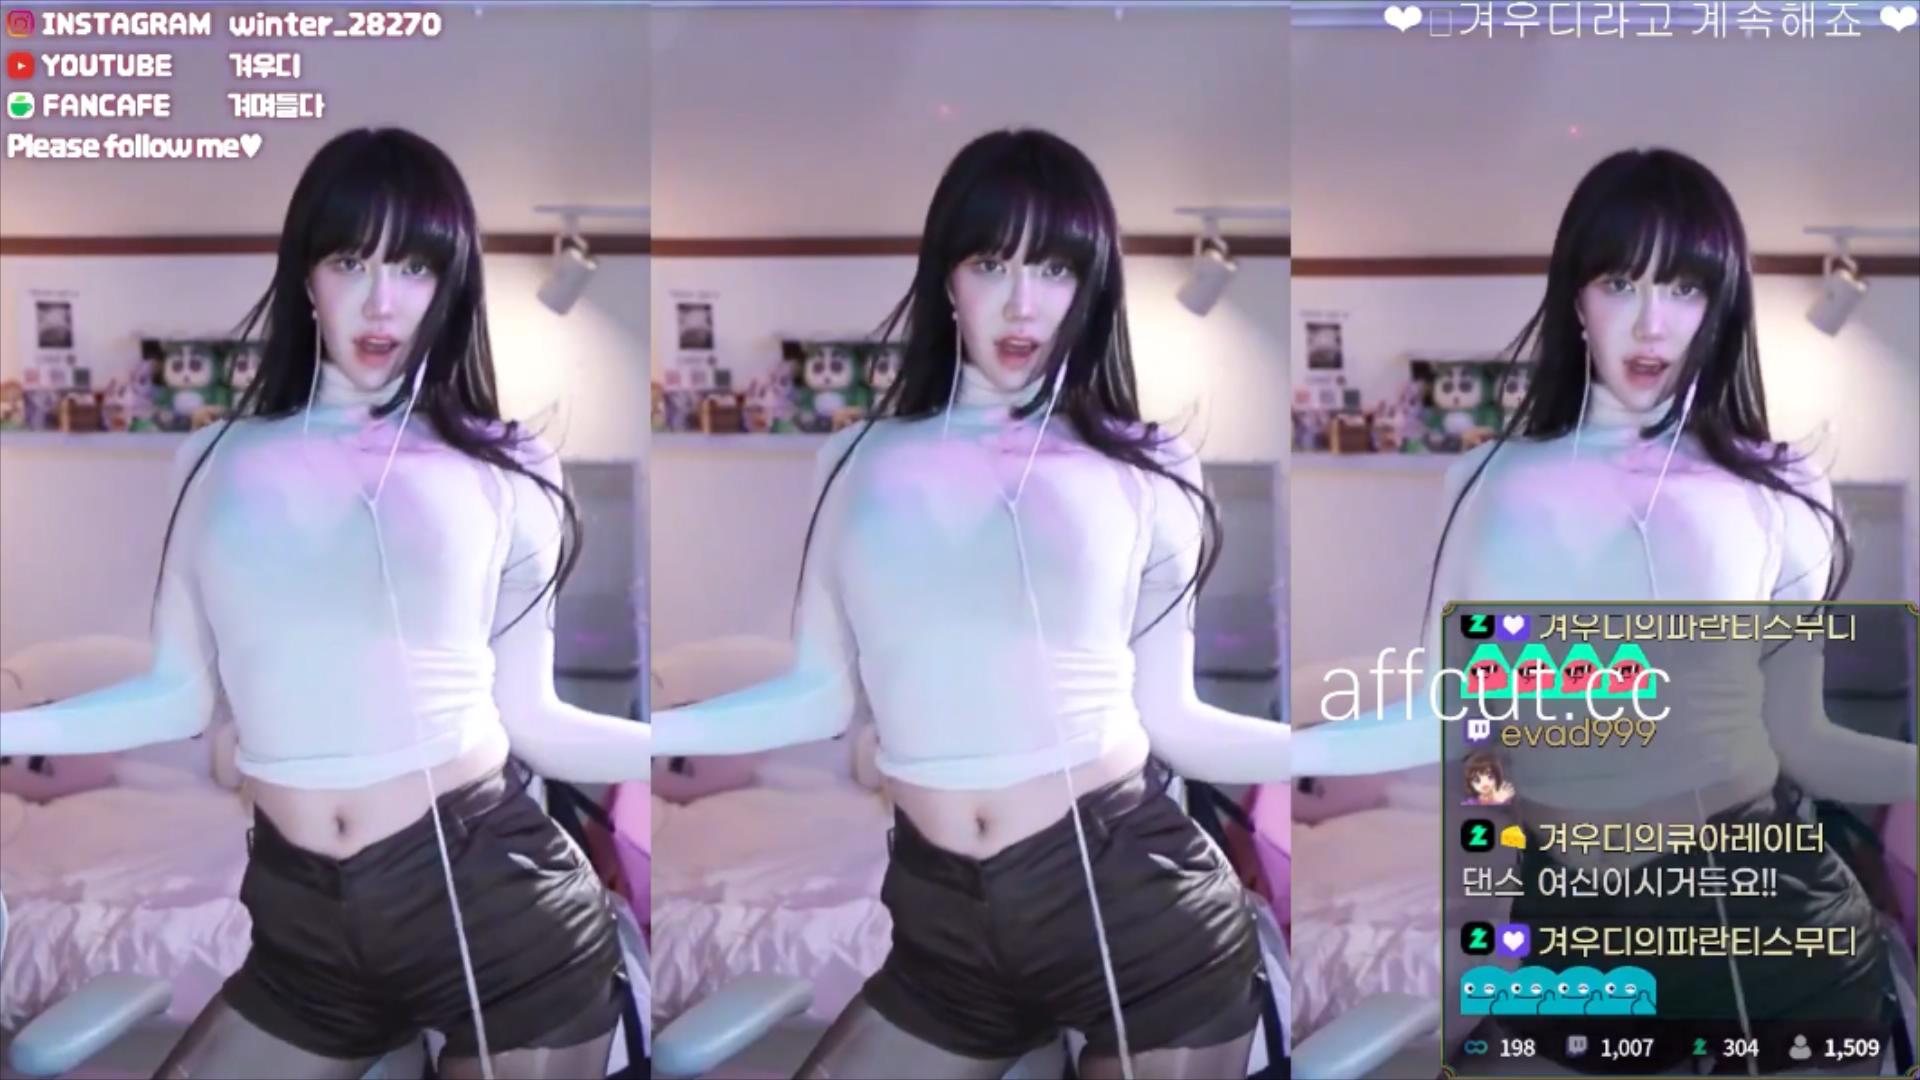 INSTAGRAM winter_28270
YOUTUBE 겨우디
FANCAFE 겨며들다
Please follow me♥
❤겨우디라고 계속해죠 ❤
겨우디의파란티스무디
affcut.cc
evad999
겨우디의큐아레이더
댄스 여신이시거든요!!
겨우디의파란티스무디
198 1,007 304 1,509